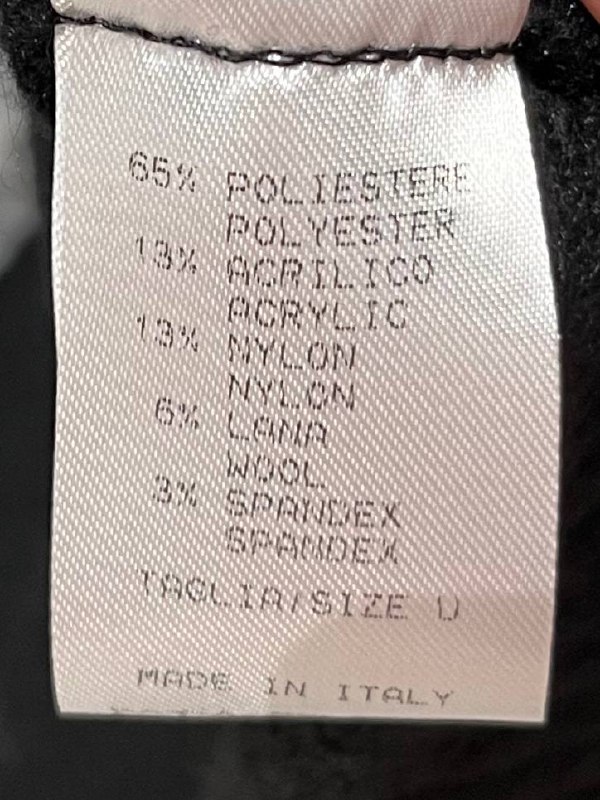 65% POLIESTERE
POLYESTER
13% ACRILICO
ACRYLIC
13% NYLON
NYLON
6% LANA
WOOL
3% SPANDEX
SPANDEX
TAGLIA/SIZE U
MADE IN ITALY